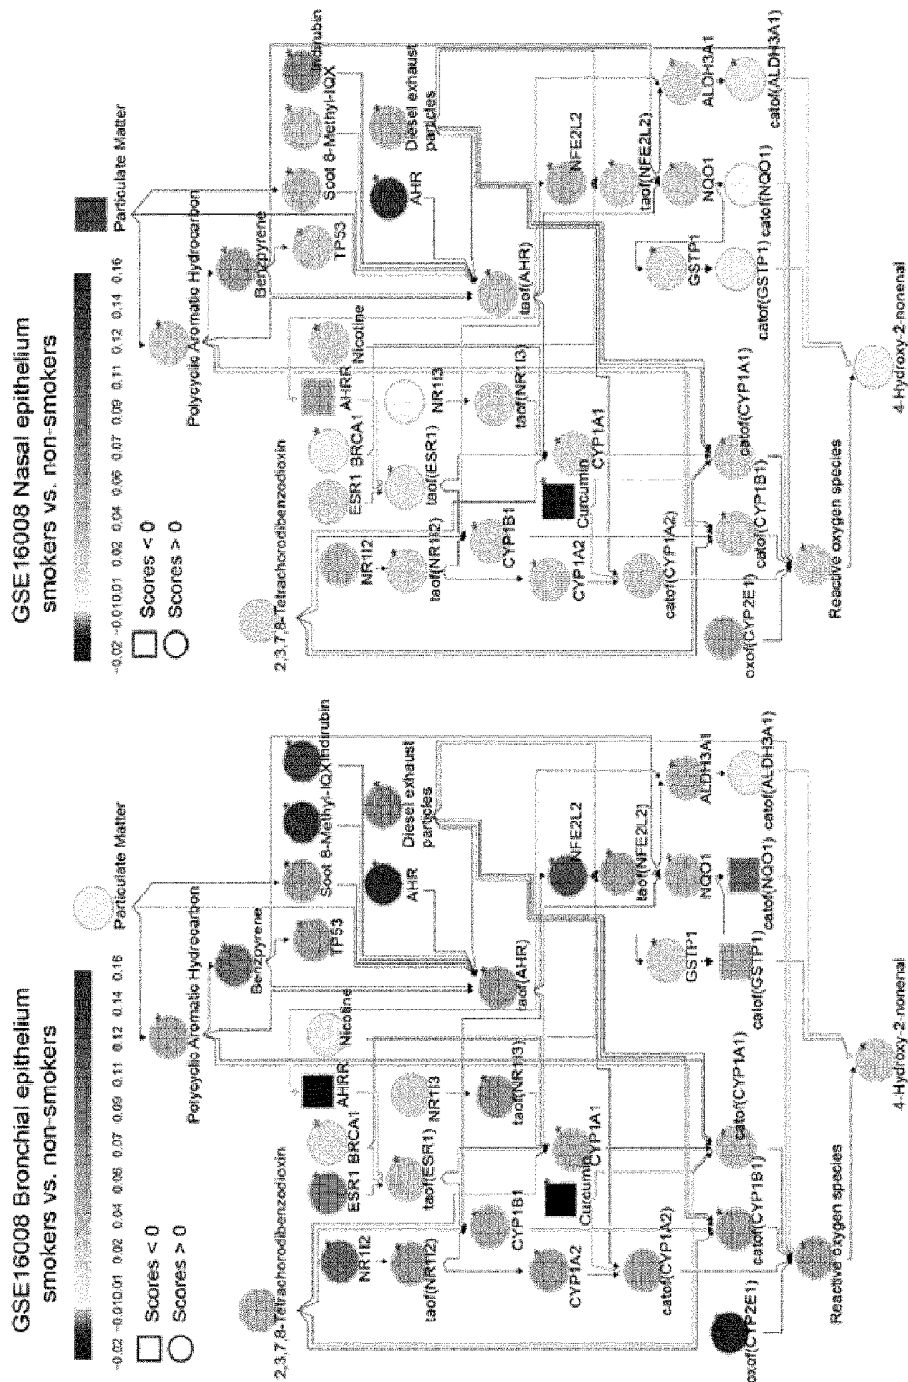 GSE16008 Bronchial epithelium
smokers vs. non-smokers
-0.02 -0.010.01 0.02 0.04 0.05 0.07 0.09 0.11 0.12 0.14 0.16
Scores < 0
Scores > 0
Particulate Matter
Polycyclic Aromatic Hydrocarbon
2,3,7,8-Tetrachorodibenzodioxin
Benzpyrene
ESR1 BRCA1
AHRR
Nicotine
TP53
Soot 8-Methyl-IQX Indirubin
NR1I2
taof(NR1I2)
taof(ESR1)
NR1I3
AHR
Diesel exhaust
particles
CYP1B1
taof(NR1I3)
taof(AHR)
CYP1A2
Curcumin
CYP1A1
NFE2L2
catof(CYP1A2)
taof(NFE2L2)
GSTP1
NQO1
ALDH3A1
oxof(CYP2E1)
catof(CYP1B1)
catof(CYP1A1)
catof(GSTP1)
catof(NQO1)
catof(ALDH3A1)
Reactive oxygen species
4-Hydroxy-2-nonenal
GSE16008 Nasal epithelium
smokers vs. non-smokers
-0.02 -0.010.01 0.02 0.04 0.06 0.07 0.09 0.11 0.12 0.14 0.16
Scores < 0
Scores > 0
Particulate Matter
Polycyclic Aromatic Hydrocarbon
2,3,7,8-Tetrachorodibenzodioxin
Benzpyrene
ESR1 BRCA1
AHRR
Nicotine
TP53
Soot 8-Methyl-IQX
Indirubin
NR1I2
taof(NR1I2)
taof(ESR1)
NR1I3
AHR
Diesel exhaust
particles
CYP1B1
taof(NR1I3)
taof(AHR)
CYP1A2
Curcumin
CYP1A1
NFE2L2
catof(CYP1A2)
taof(NFE2L2)
GSTP1
NQO1
ALDH3A1
oxof(CYP2E1)
catof(CYP1B1)
catof(CYP1A1)
catof(GSTP1)
catof(NQO1)
catof(ALDH3A1)
Reactive oxygen species
4-Hydroxy-2-nonenal